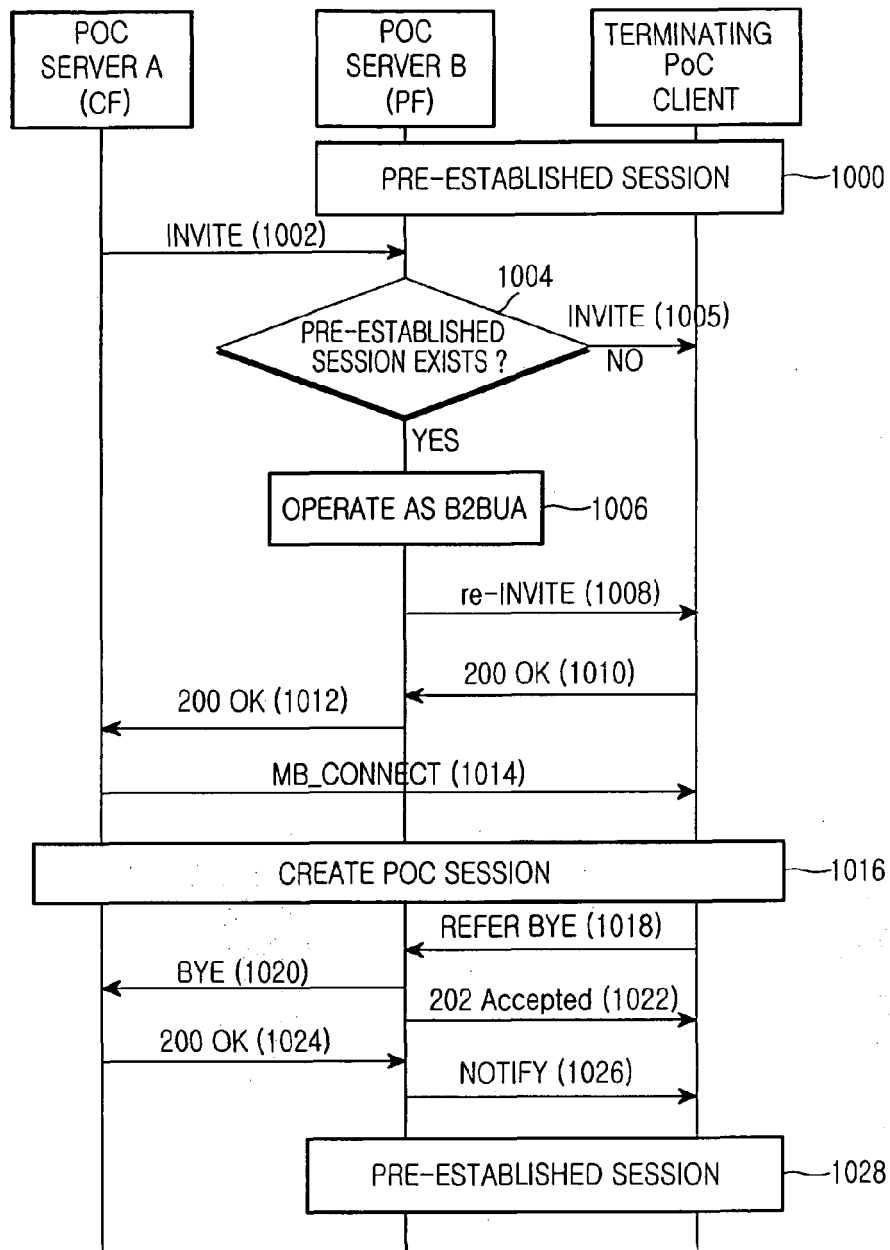 POC
SERVER A
(CF)
POC
SERVER B
(PF)
TERMINATING
PoC
CLIENT
PRE-ESTABLISHED SESSION
1000
INVITE (1002)
1004
PRE-ESTABLISHED
SESSION EXISTS ?
INVITE (1005)
NO
YES
OPERATE AS B2BUA
1006
re-INVITE (1008)
200 OK (1010)
200 OK (1012)
MB_CONNECT (1014)
CREATE POC SESSION
1016
REFER BYE (1018)
BYE (1020)
202 Accepted (1022)
200 OK (1024)
NOTIFY (1026)
PRE-ESTABLISHED SESSION
1028